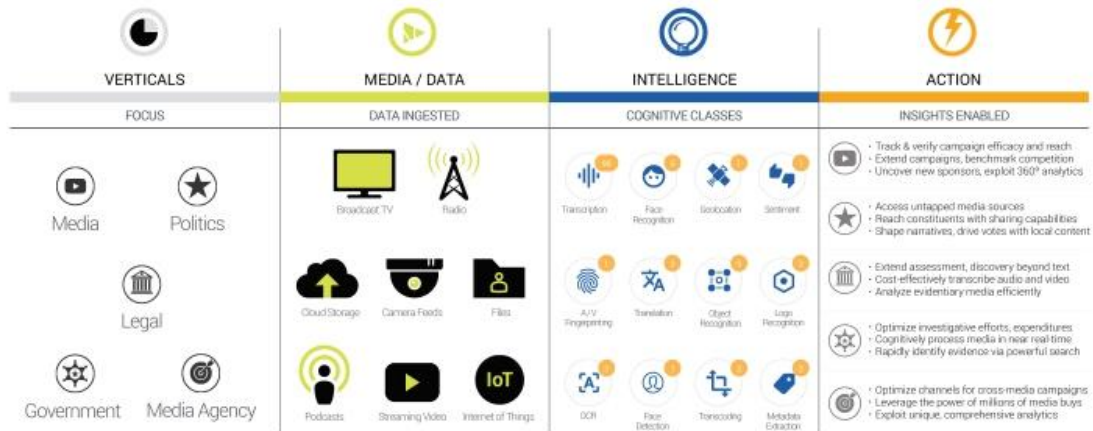 VERTICALS
MEDIA / DATA
INTELLIGENCE
ACTION
FOCUS
DATA INGESTED
COGNITIVE CLASSES
INSIGHTS ENABLED
Media
Politics
Legal
Government
Media Agency
Broadcast TV
Radio
Cloud Storage
Camera Feeds
Files
Podcasts
Streaming Video
IoT
Internet of Things
Transcription
Face
Recognition
Geolocation
Sentiment
A/V
Fingerprinting
Translation
Object
Recognition
Logo
Recognition
OCR
Face
Detection
Transcoding
Metadata
Extraction
• Track & verify campaign efficacy and reach
• Extend campaigns, benchmark competition
• Uncover new sponsors, exploit 360º analytics
• Access untapped media sources
• Reach constituents with sharing capabilities
• Shape narratives, drive votes with local content
• Extend assessment, discovery beyond text
• Cost-effectively transcribe audio and video
• Analyze evidentiary media efficiently
• Optimize investigative efforts, expenditures
• Cognitively process media in near real-time
• Rapidly identify evidence via powerful search
• Optimize channels for cross-media campaigns
• Leverage the power of millions of media buys
• Exploit unique, comprehensive analytics